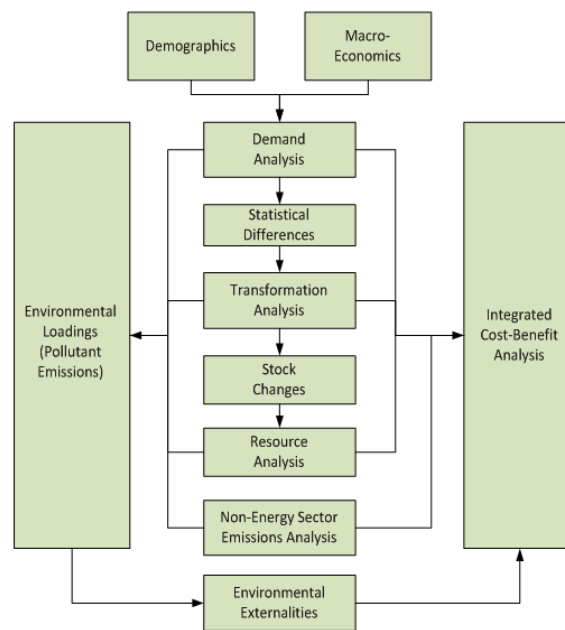 Demographics
Macro-
Economics
Demand
Analysis
Statistical
Differences
Transformation
Analysis
Environmental
Loadings
(Pollutant
Emissions)
Integrated
Cost-Benefit
Analysis
Stock
Changes
Resource
Analysis
Non-Energy Sector
Emissions Analysis
Environmental
Externalities